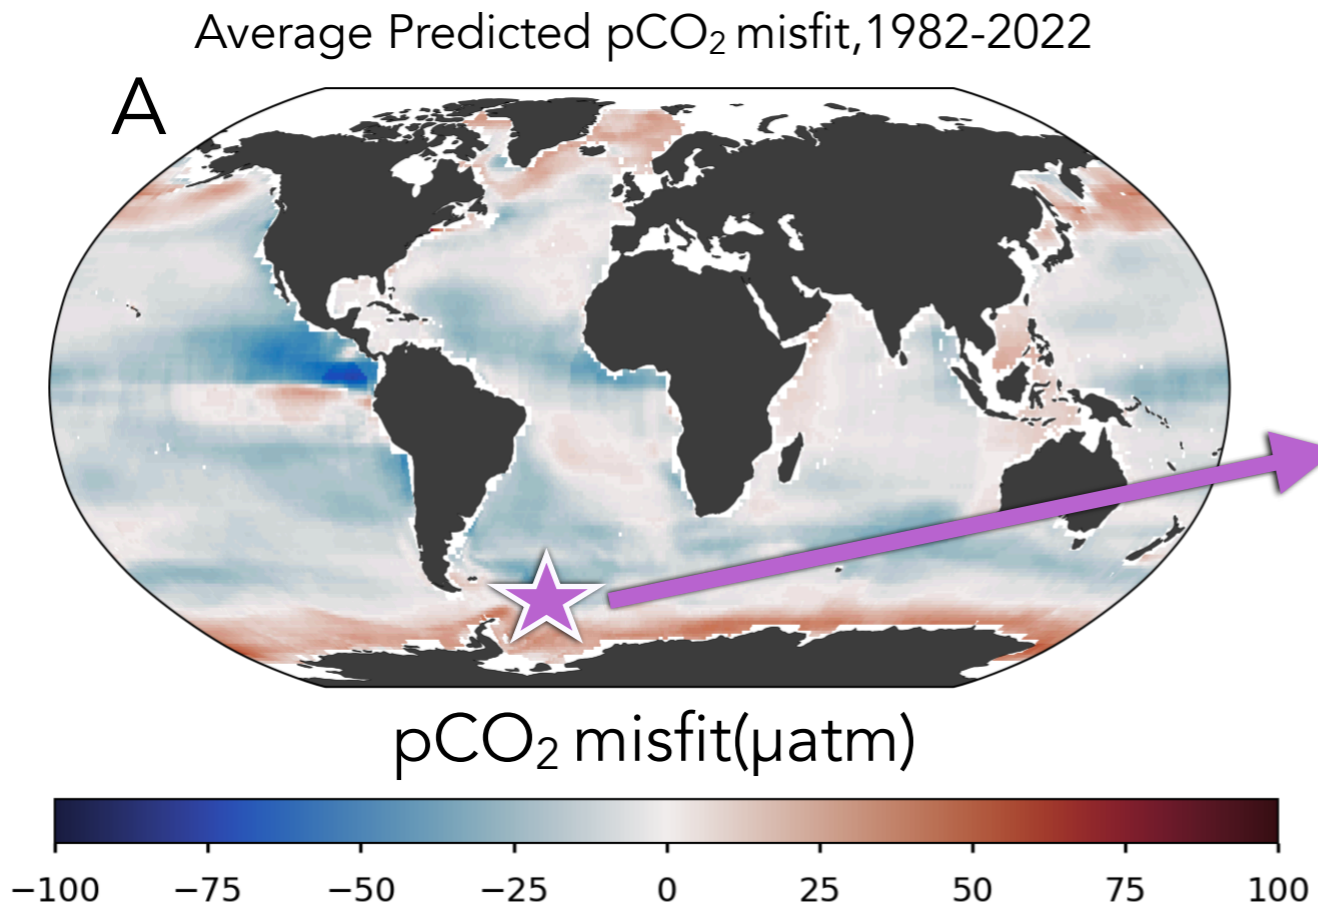 Average Predicted pCO₂ misfit,1982-2022
A
pCO₂ misfit(μatm)
−100 −75 −50 −25 0 25 50 75 100